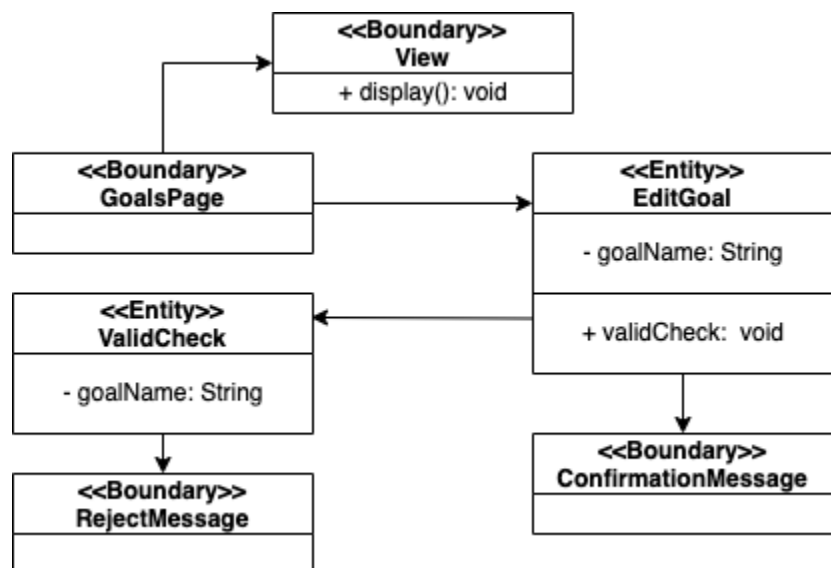 <<Boundary>>
View
+ display(): void
<<Boundary>>
GoalsPage
<<Entity>>
EditGoal
- goalName: String
+ validCheck:  void
<<Entity>>
ValidCheck
- goalName: String
<<Boundary>>
ConfirmationMessage
<<Boundary>>
RejectMessage